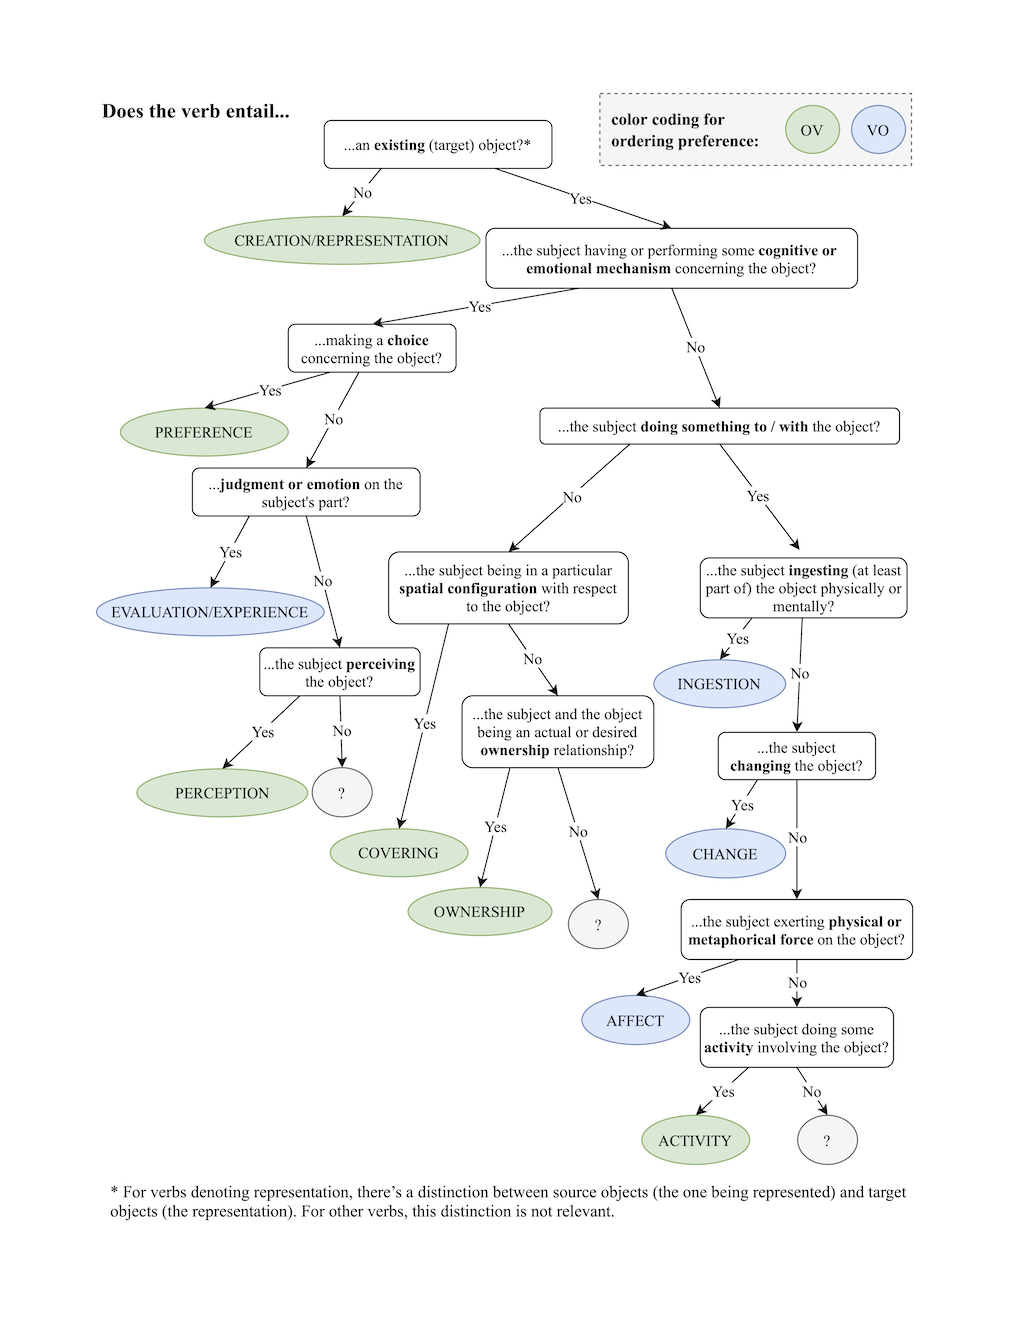 Does the verb entail...
color coding for
ordering preference:
OV
VO
...an existing (target) object?*
No
Yes
CREATION/REPRESENTATION
...the subject having or performing some cognitive or
emotional mechanism concerning the object?
Yes
No
...making a choice
concerning the object?
Yes
No
PREFERENCE
...the subject doing something to / with the object?
No
Yes
...judgment or emotion on the
subject's part?
Yes
No
EVALUATION/EXPERIENCE
...the subject being in a particular
spatial configuration with respect
to the object?
Yes
No
...the subject ingesting (at least
part of) the object physically or
mentally?
Yes
No
INGESTION
...the subject perceiving
the object?
Yes
No
PERCEPTION
?
...the subject and the object
being an actual or desired
ownership relationship?
Yes
No
COVERING
OWNERSHIP
?
...the subject
changing the object?
Yes
No
CHANGE
...the subject exerting physical or
metaphorical force on the object?
Yes
No
AFFECT
...the subject doing some
activity involving the object?
Yes
No
ACTIVITY
?
* For verbs denoting representation, there's a distinction between source objects (the one being represented) and target
objects (the representation). For other verbs, this distinction is not relevant.